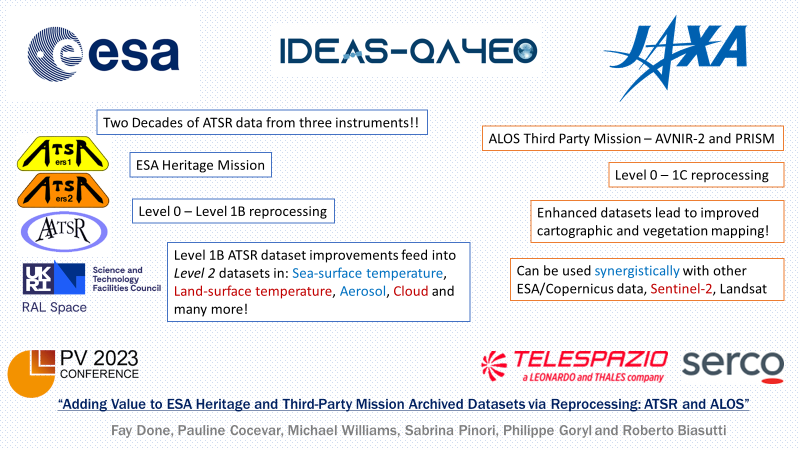 esa
IDEAS-QA4EO
JAXA
Two Decades of ATSR data from three instruments!!
ALOS Third Party Mission – AVNIR-2 and PRISM
ATSR
ers1
ESA Heritage Mission
Level 0 – 1C reprocessing
ATSR
ers2
Level 0 – Level 1B reprocessing
Enhanced datasets lead to improved
cartographic and vegetation mapping!
AATSR
Level 1B ATSR dataset improvements feed into
Level 2 datasets in: Sea-surface temperature,
Land-surface temperature, Aerosol, Cloud and
many more!
Can be used synergistically with other
ESA/Copernicus data, Sentinel-2, Landsat
UK
RI
Science and
Technology
Facilities Council
RAL Space
PV 2023
CONFERENCE
TELESPAZIO
a LEONARDO and THALES company
serco
“Adding Value to ESA Heritage and Third-Party Mission Archived Datasets via Reprocessing: ATSR and ALOS”
Fay Done, Pauline Cocevar, Michael Williams, Sabrina Pinori, Philippe Goryl and Roberto Biasutti